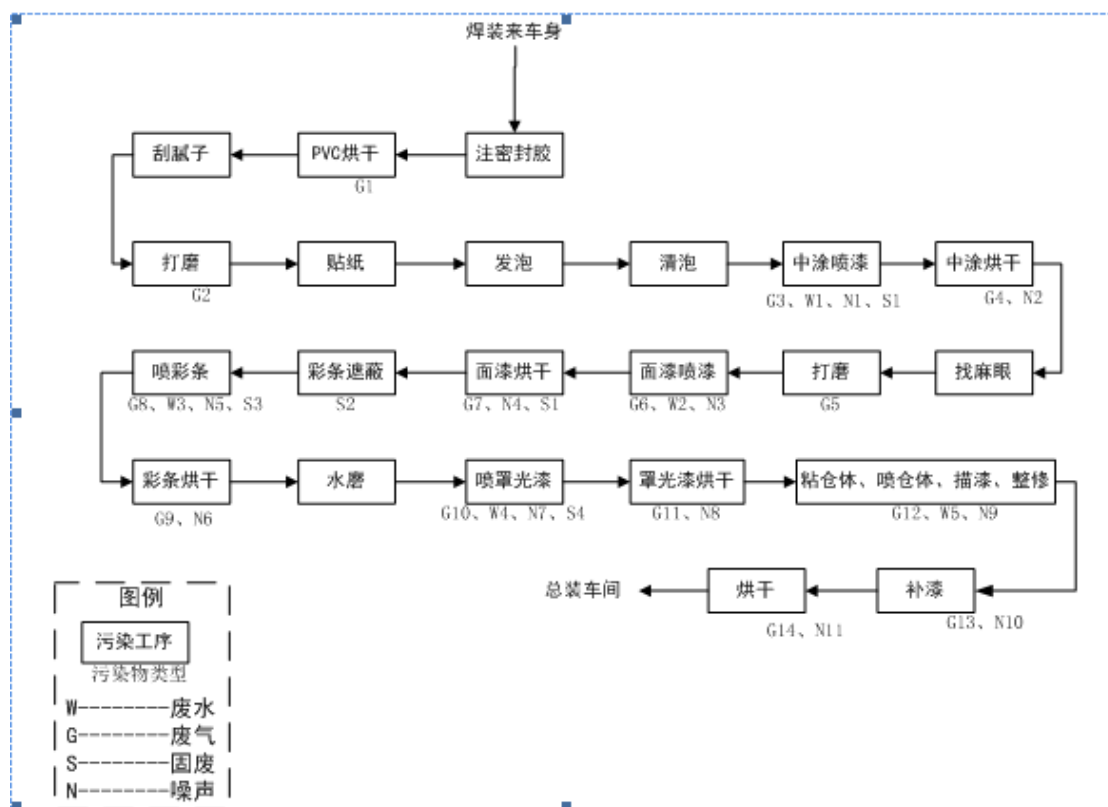 焊装来车身
刮腻子
PVC烘干
注密封胶
G1
打磨
贴纸
发泡
清泡
中涂喷漆
中涂烘干
G2
G3、W1、N1、S1
G4、N2
喷彩条
彩条遮蔽
面漆烘干
面漆喷漆
打磨
找麻眼
G8、W3、N5、S3
S2
G7、N4、S1
G6、W2、N3
G5
彩条烘干
水磨
喷罩光漆
罩光漆烘干
粘仓体、喷仓体、描漆、整修
G9、N6
G10、W4、N7、S4
G11、N8
G12、W5、N9
总装车间
烘干
补漆
G14、N11
G13、N10
图例
污染工序
污染物类型
W--------废水
G--------废气
S--------固废
N--------噪声